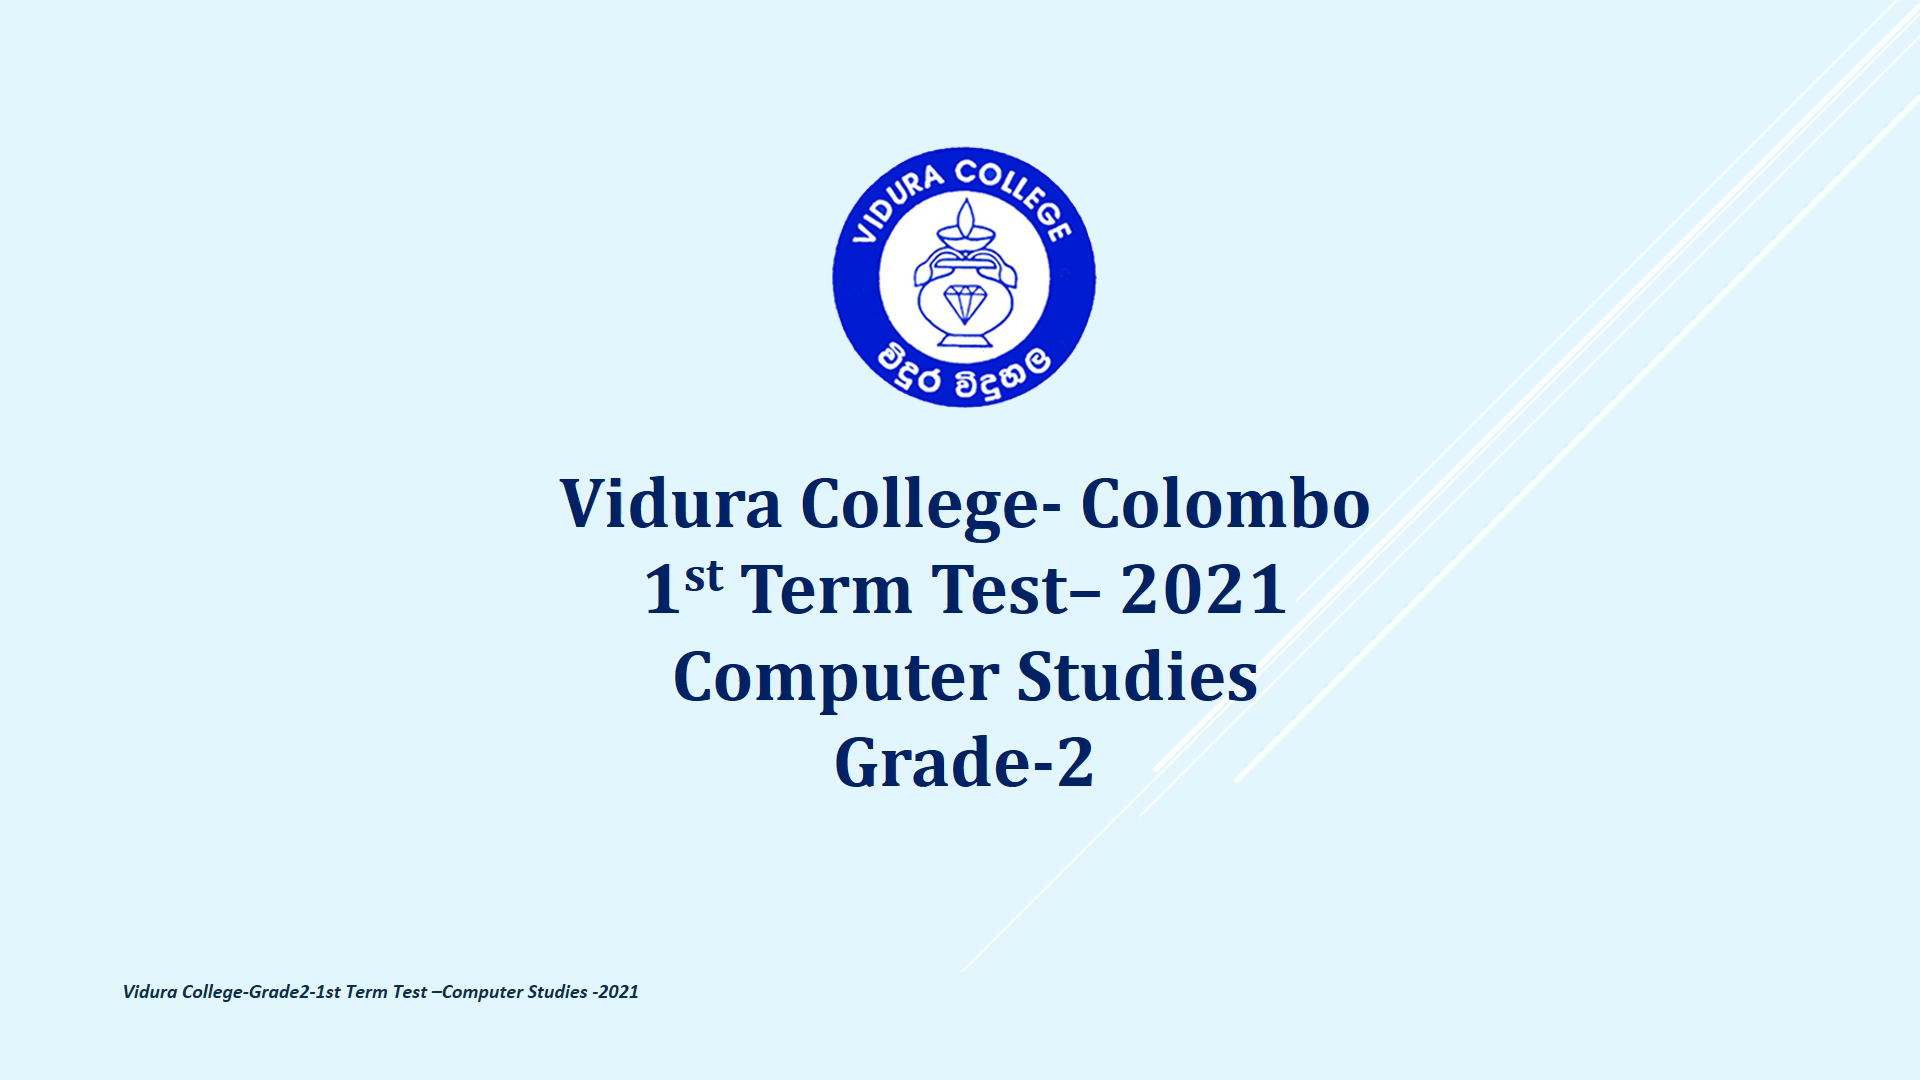 VIDURA COLLEGE
විදුර විදුහල
Vidura College- Colombo
1st Term Test– 2021
Computer Studies
Grade-2
Vidura College-Grade2-1st Term Test –Computer Studies -2021